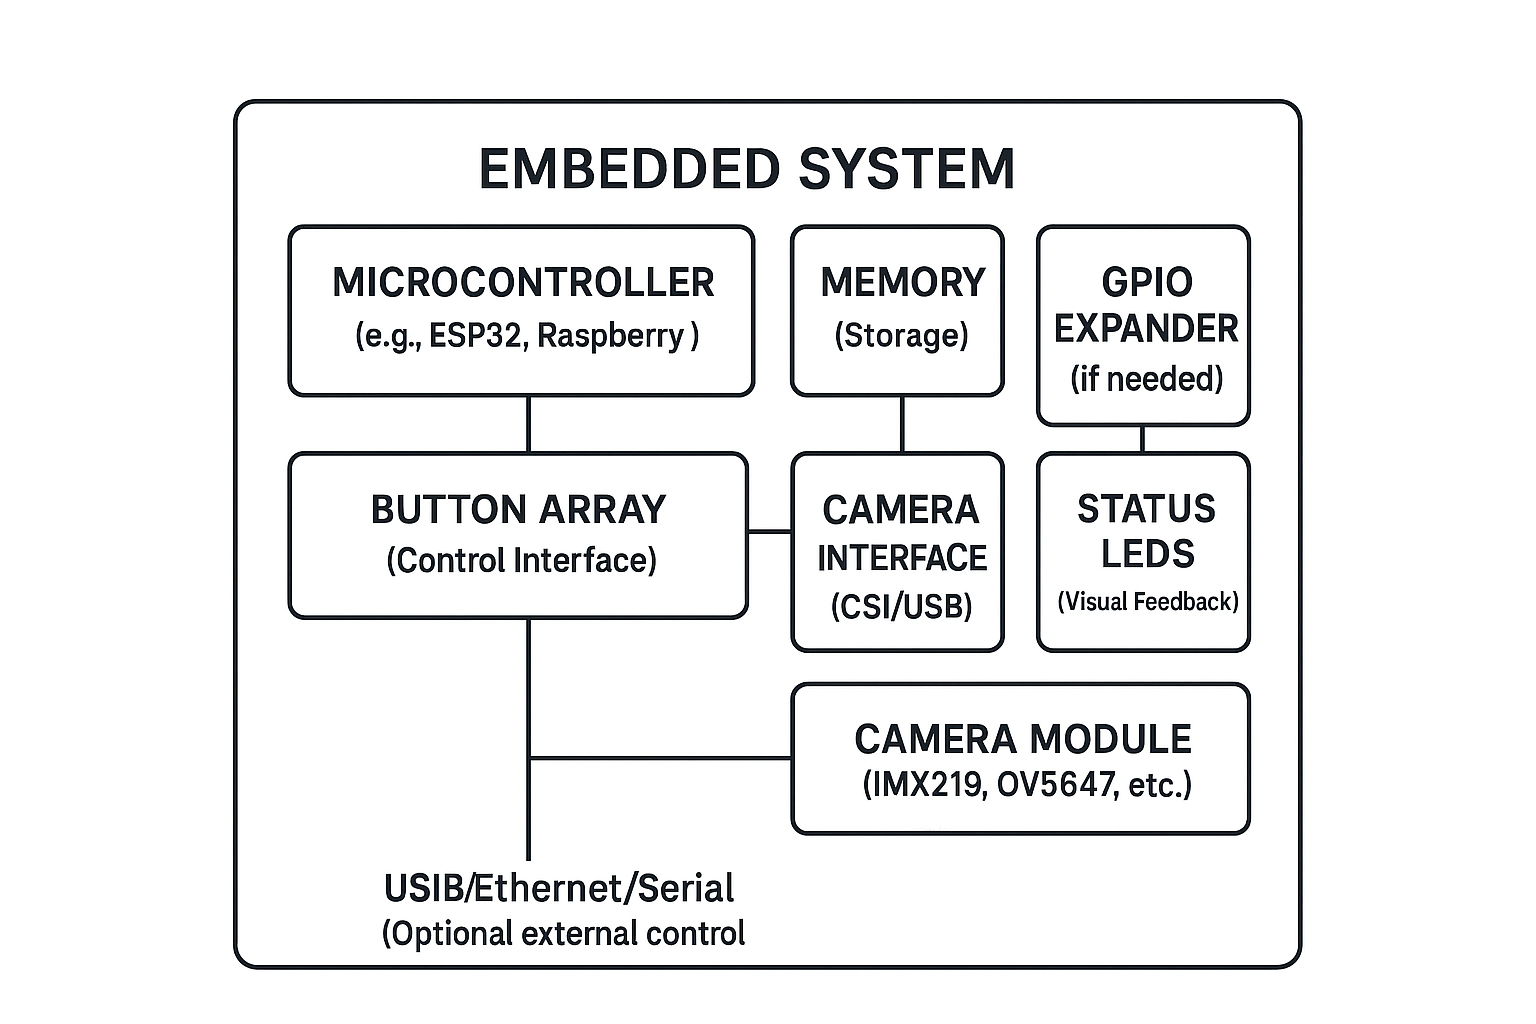 EMBEDDED SYSTEM
MICROCONTROLLER
(e.g., ESP32, Raspberry )
MEMORY
(Storage)
GPIO
EXPANDER
(if needed)
BUTTON ARRAY
(Control Interface)
CAMERA
INTERFACE
(CSI/USB)
STATUS
LEDS
(Visual Feedback)
CAMERA MODULE
(IMX219, OV5647, etc.)
USIB/Ethernet/Serial
(Optional external control